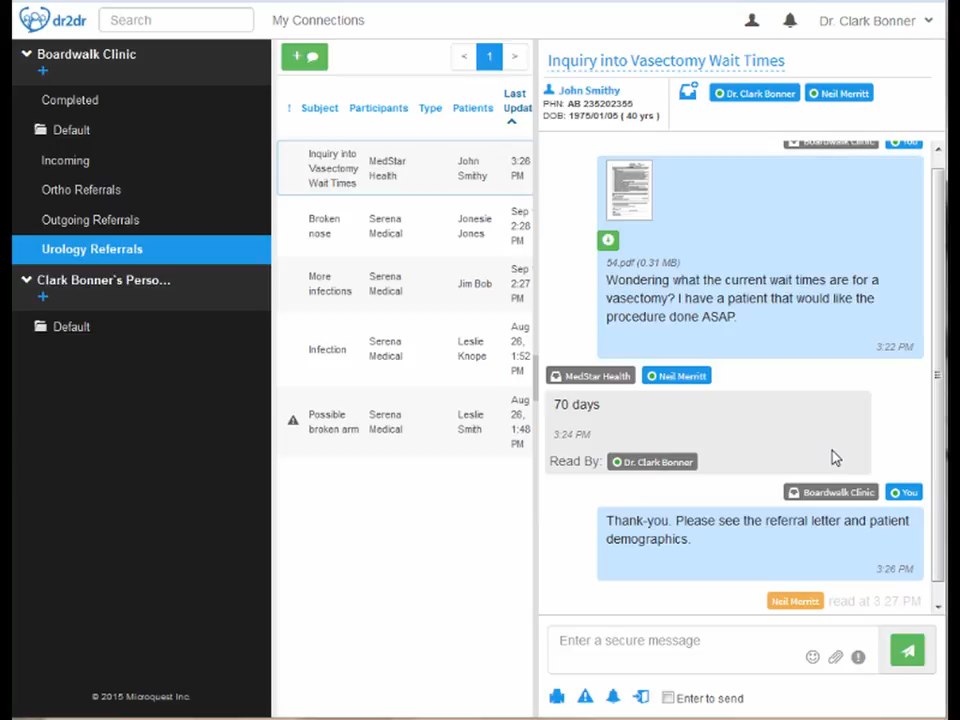 dr2dr
Search
My Connections
Dr. Clark Bonner
Boardwalk Clinic
+
Completed
Default
Incoming
Ortho Referrals
Outgoing Referrals
Urology Referrals
Clark Bonner's Perso...
+
Default
© 2015 Microquest Inc.
+
< 1 >
! Subject Participants Type Patients Last Updat
Inquiry into Vasectomy Wait Times MedStar Health John Smithy 3:26 PM
Broken nose Serena Medical Jonesie Jones Sep 2:28 PM
More infections Serena Medical Jim Bob Sep 2:27 PM
Infection Serena Medical Leslie Knope Aug 26, 1:52 PM
Possible broken arm Serena Medical Leslie Smith Aug 26, 1:48 PM
Inquiry into Vasectomy Wait Times
John Smithy
PHN: AB 235202355
DOB: 1975/01/05 ( 40 yrs )
Dr. Clark Bonner Neil Merritt
Boardwalk Clinic You
54.pdf (0.31 MB)
Wondering what the current wait times are for a
vasectomy? I have a patient that would like the
procedure done ASAP.
3:22 PM
MedStar Health Neil Merritt
70 days
3:24 PM
Read By: Dr. Clark Bonner
Boardwalk Clinic You
Thank-you. Please see the referral letter and patient
demographics.
3:26 PM
Neil Merritt read at 3:27 PM
Enter a secure message
Enter to send